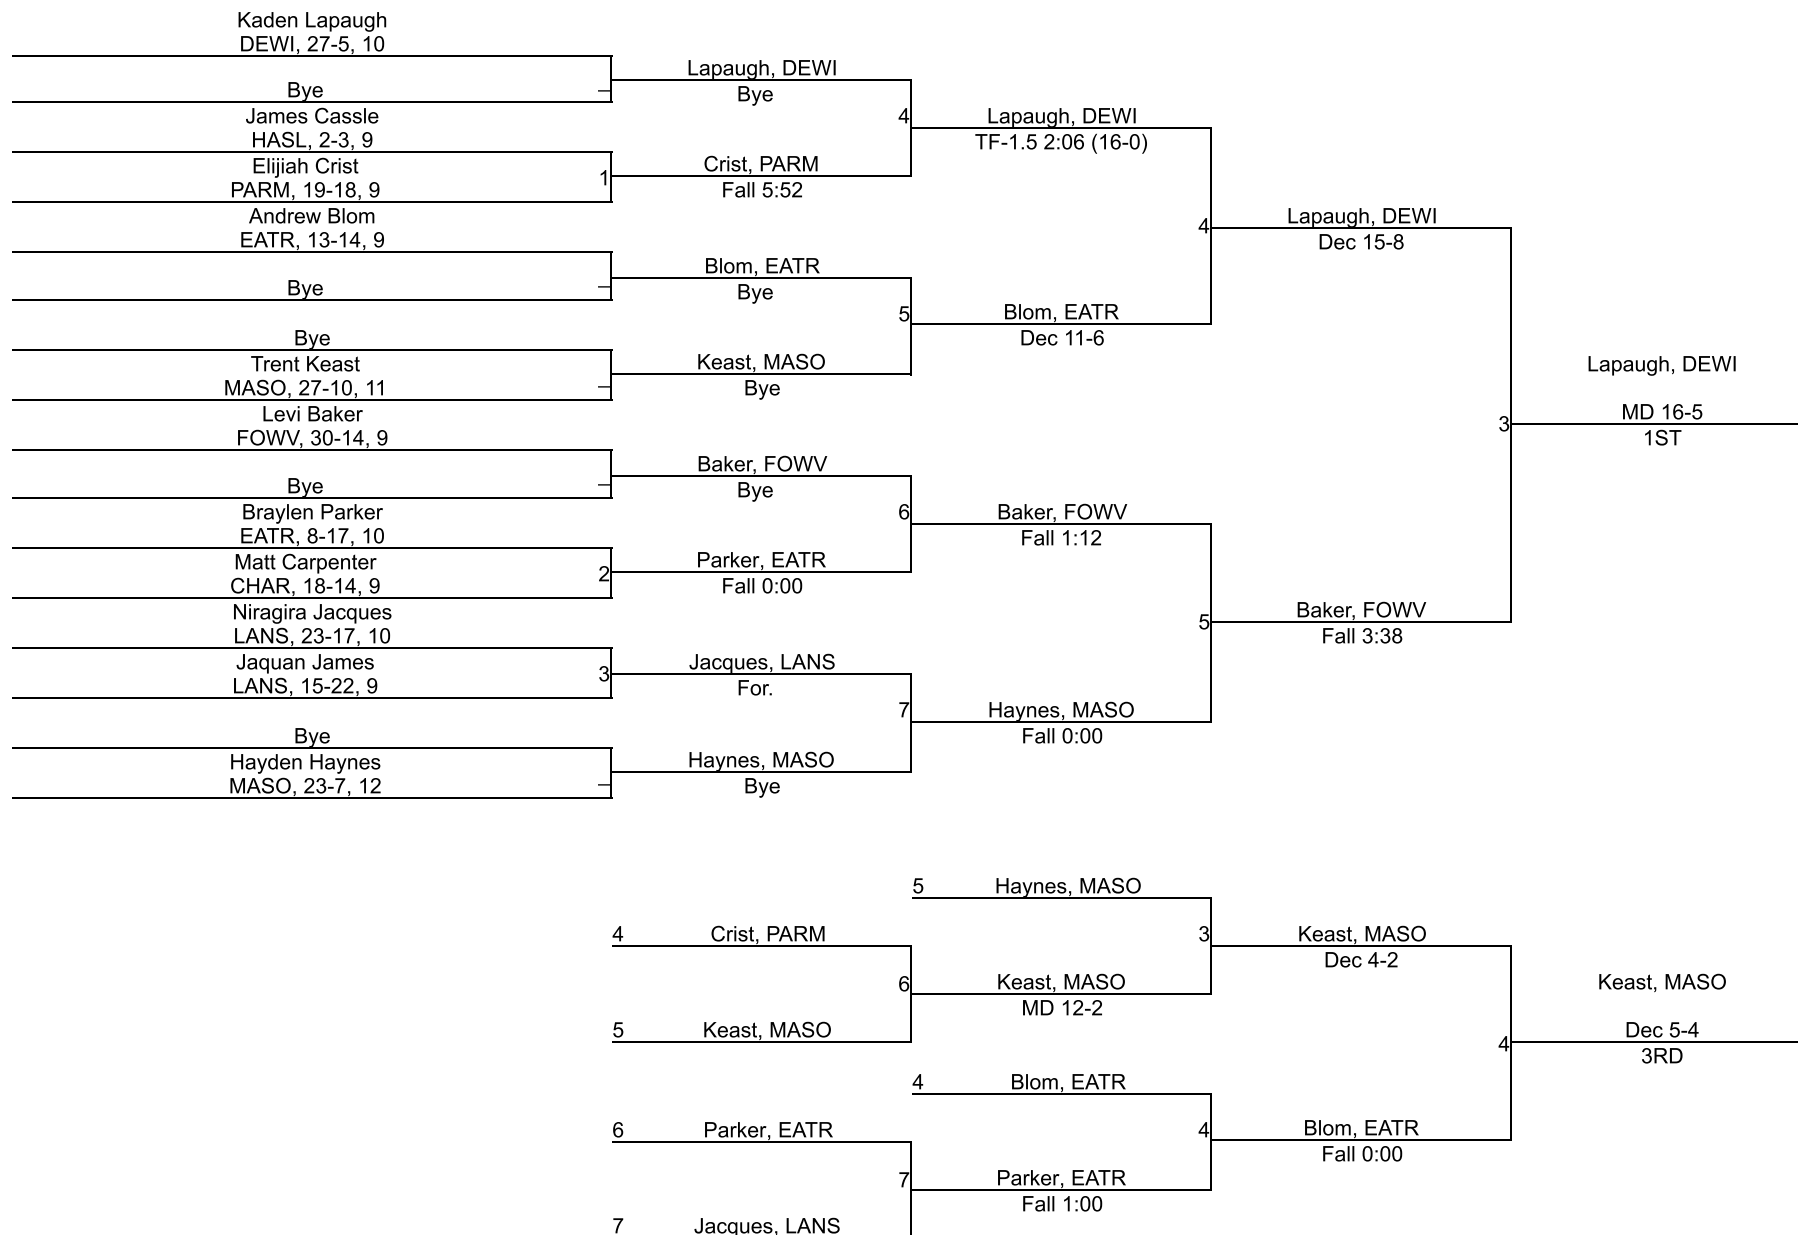 Kaden Lapaugh
DEWI, 27-5, 10
Bye
James Cassle
HASL, 2-3, 9
Elijiah Crist
PARM, 19-18, 9
1
Andrew Blom
EATR, 13-14, 9
Bye
Bye
Trent Keast
MASO, 27-10, 11
Levi Baker
FOWV, 30-14, 9
Bye
Braylen Parker
EATR, 8-17, 10
Matt Carpenter
CHAR, 18-14, 9
2
Niragira Jacques
LANS, 23-17, 10
Jaquan James
LANS, 15-22, 9
3
Bye
Hayden Haynes
MASO, 23-7, 12
Lapaugh, DEWI
Bye
4
Crist, PARM
Fall 5:52
Blom, EATR
Bye
5
Keast, MASO
Bye
Baker, FOWV
Bye
6
Parker, EATR
Fall 0:00
Jacques, LANS
For.
7
Haynes, MASO
Bye
Lapaugh, DEWI
TF-1.5 2:06 (16-0)
4
Blom, EATR
Dec 11-6
Baker, FOWV
Fall 1:12
5
Haynes, MASO
Fall 0:00
Lapaugh, DEWI
Dec 15-8
3
Baker, FOWV
Fall 3:38
Lapaugh, DEWI
MD 16-5
1ST
4 Crist, PARM
6
5 Keast, MASO
6 Parker, EATR
7
7 Jacques, LANS
5 Haynes, MASO
3
Keast, MASO
MD 12-2
4 Blom, EATR
4
Parker, EATR
Fall 1:00
Keast, MASO
Dec 4-2
4
Blom, EATR
Fall 0:00
Keast, MASO
Dec 5-4
3RD